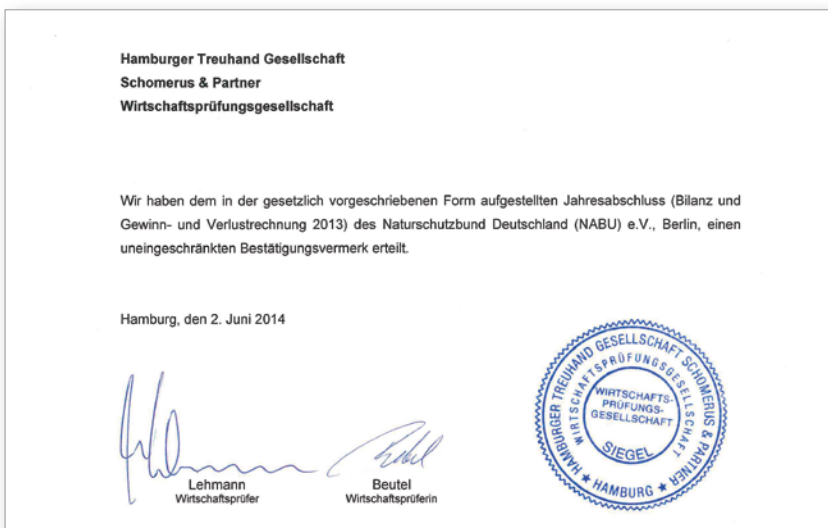 Hamburger Treuhand Gesellschaft
Schomerus & Partner
Wirtschaftsprüfungsgesellschaft
Wir haben dem in der gesetzlich vorgeschriebenen Form aufgestellten Jahresabschluss (Bilanz und
Gewinn- und Verlustrechnung 2013) des Naturschutzbund Deutschland (NABU) e.V., Berlin, einen
uneingeschränkten Bestätigungsvermerk erteilt.
Hamburg, den 2. Juni 2014
Lehmann
Wirtschaftsprüfer
Beutel
Wirtschaftsprüferin
HAMBURGER TREUHAND GESELLSCHAFT SCHOMERUS & PARTNER
WIRTSCHAFTSPRÜFUNGSGESELLSCHAFT
WIRTSCHAFTS-
PRÜFUNGS-
GESELLSCHAFT
SIEGEL
HAMBURG